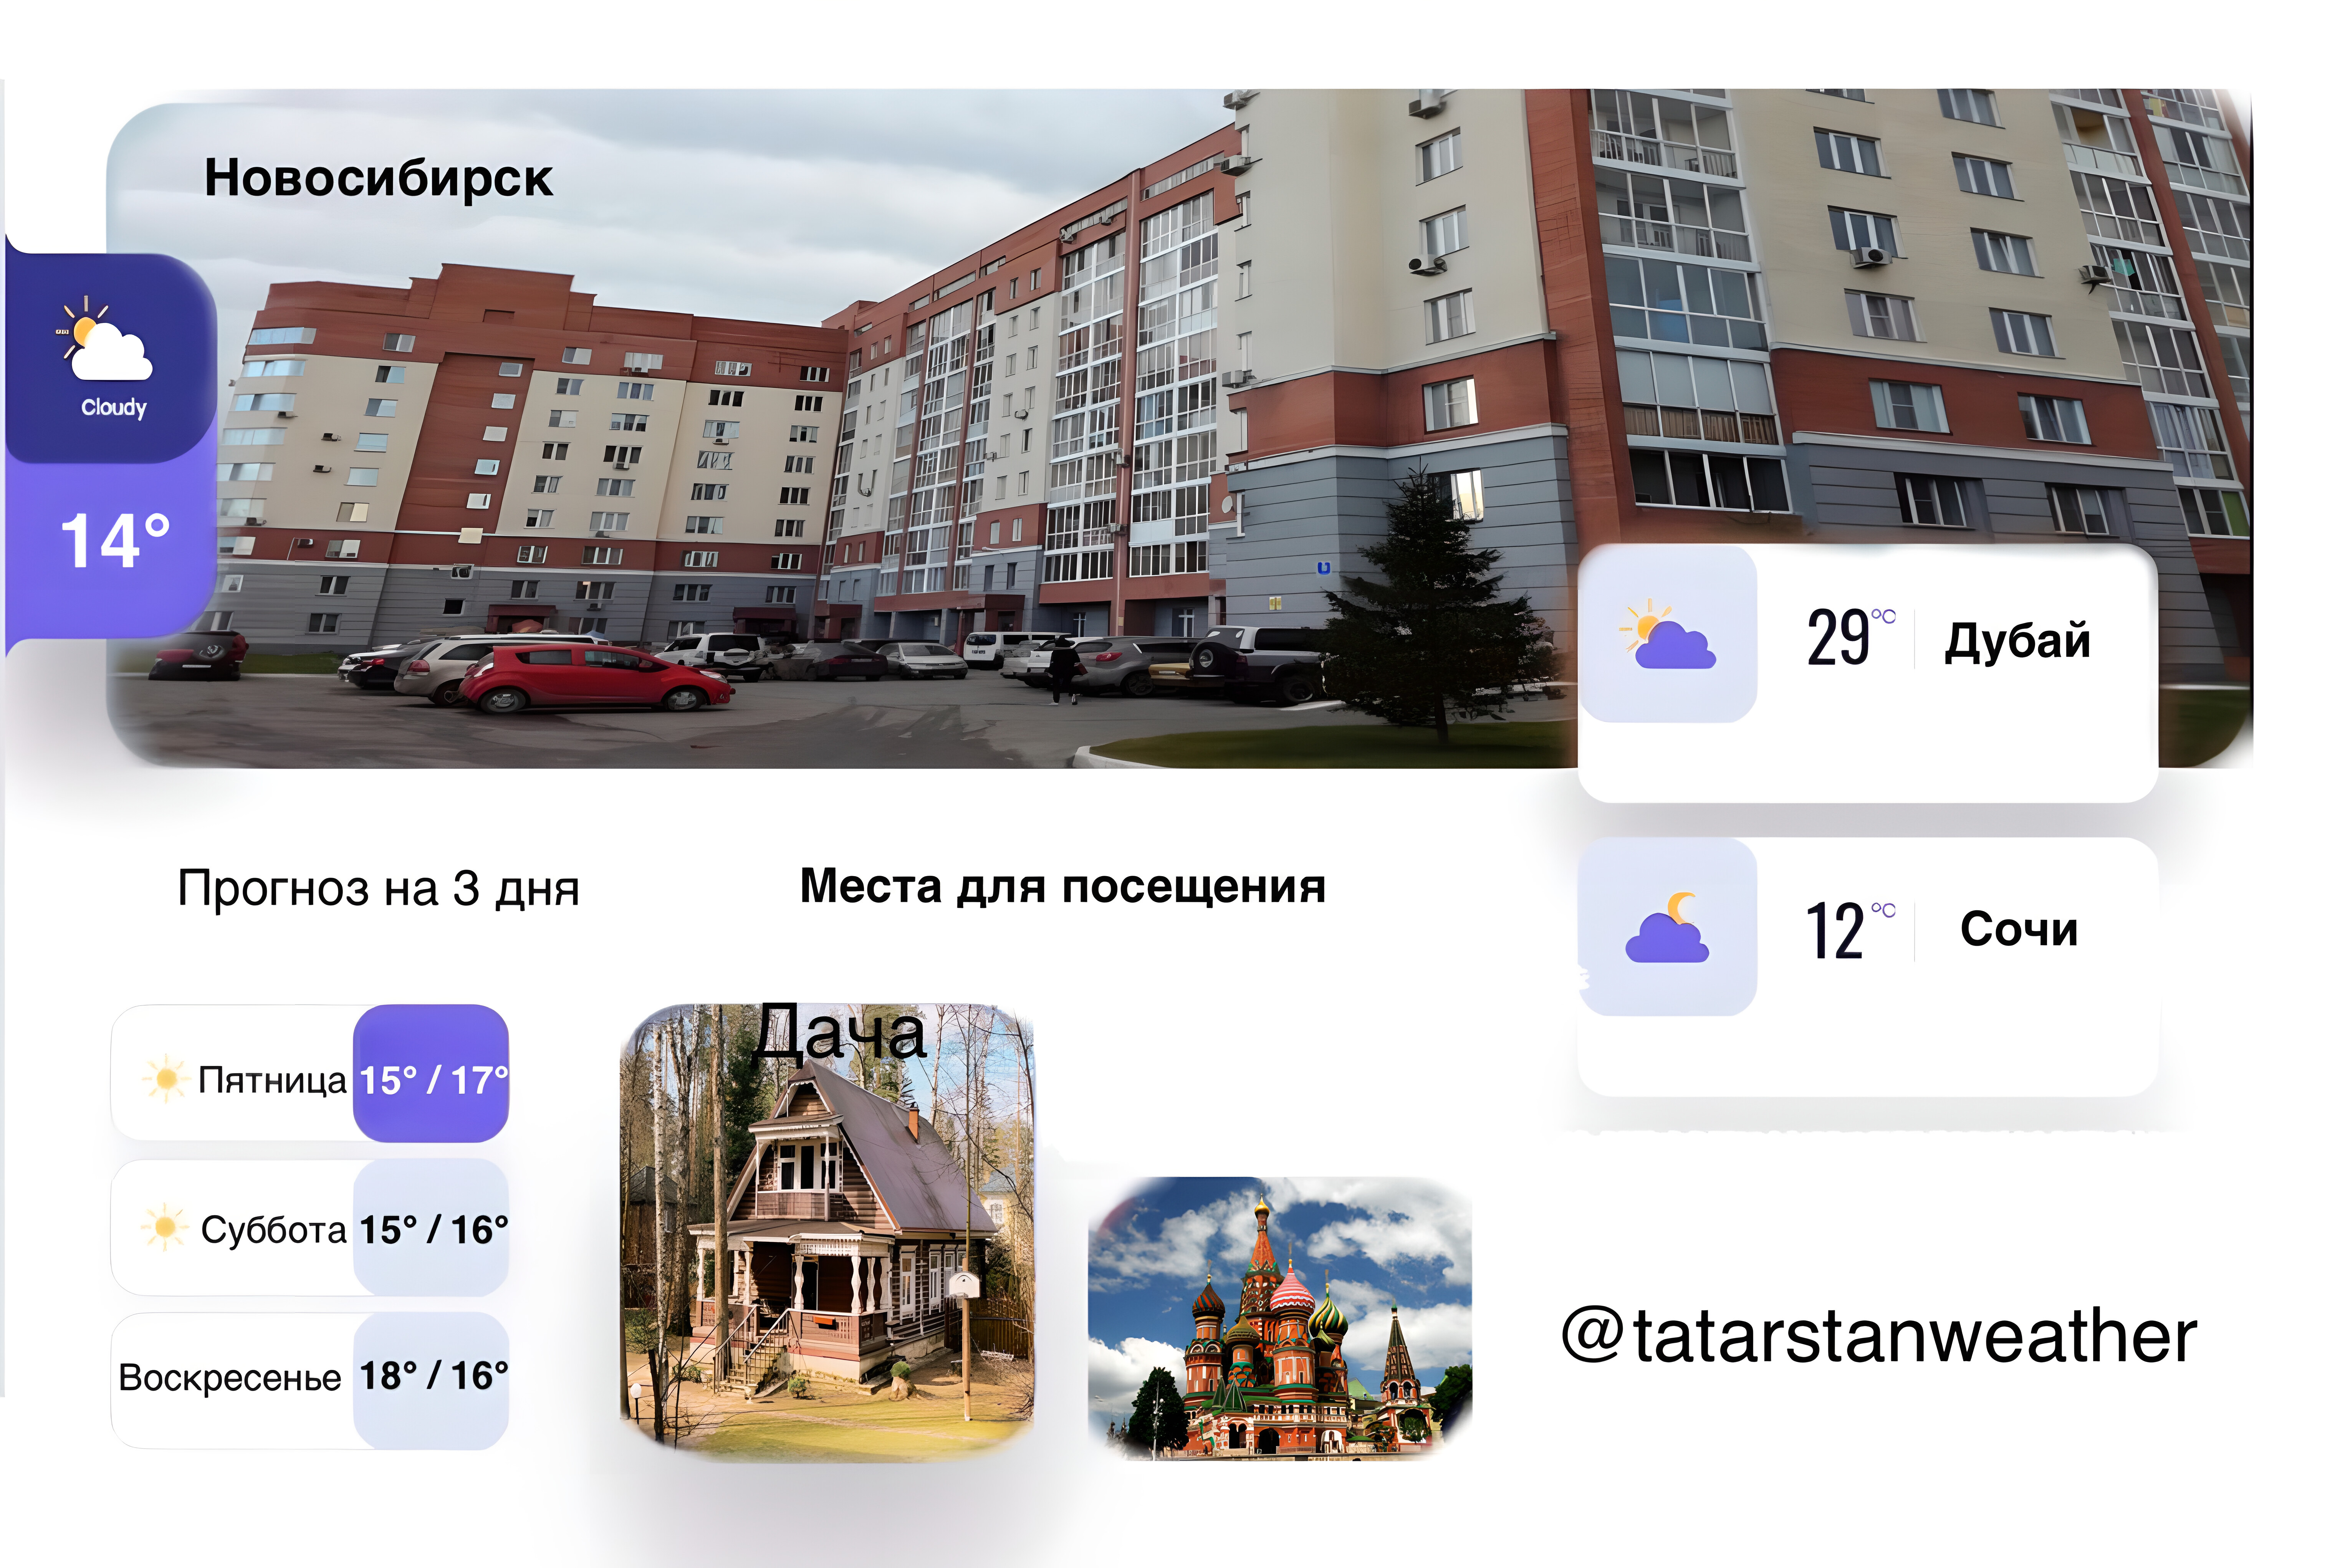 Новосибирск
Cloudy
14°
29°C
Дубай
12°C
Сочи
Прогноз на 3 дня
Места для посещения
Пятница 15° / 17°
Суббота 15° / 16°
Воскресенье 18° / 16°
Дача
@tatarstanweather